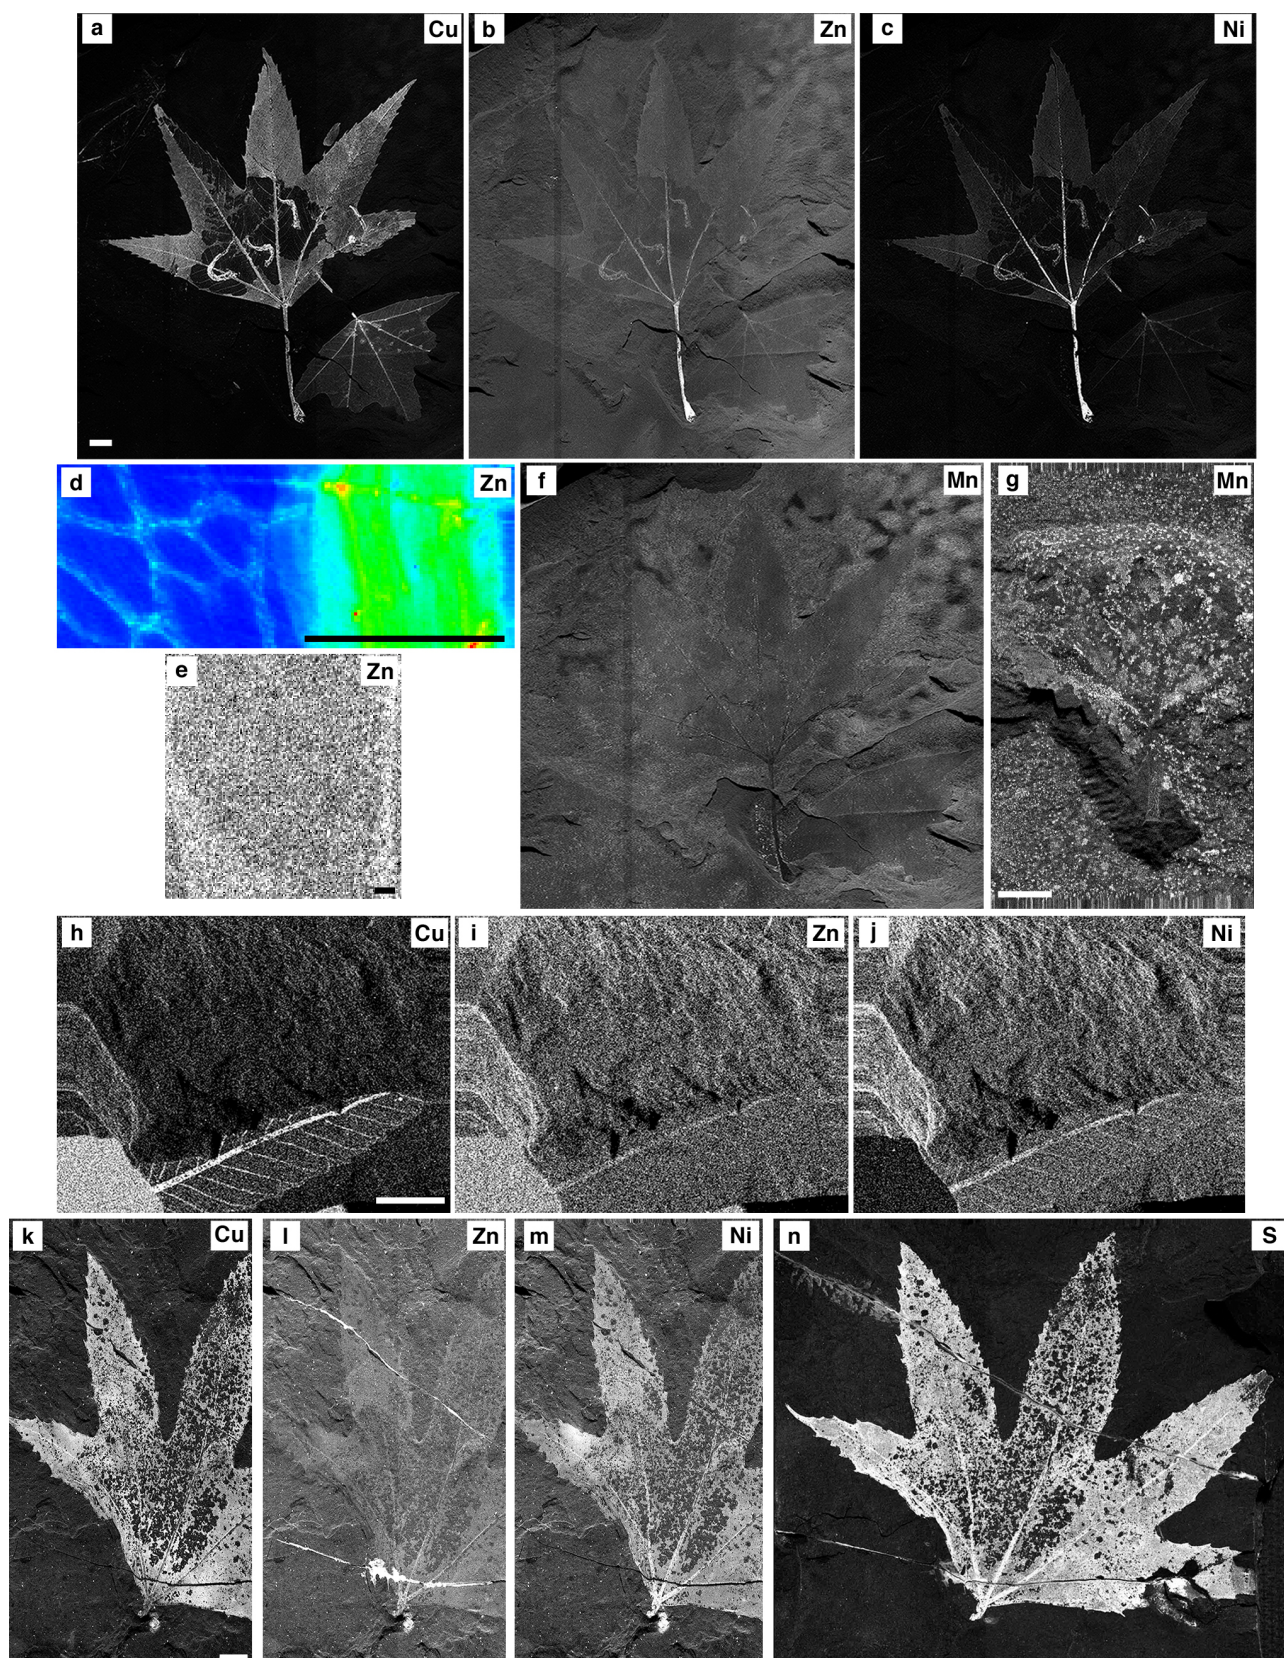 a Cu b Zn c Ni
d Zn f Mn g Mn
e Zn
h Cu i Zn j Ni
k Cu l Zn m Ni n S